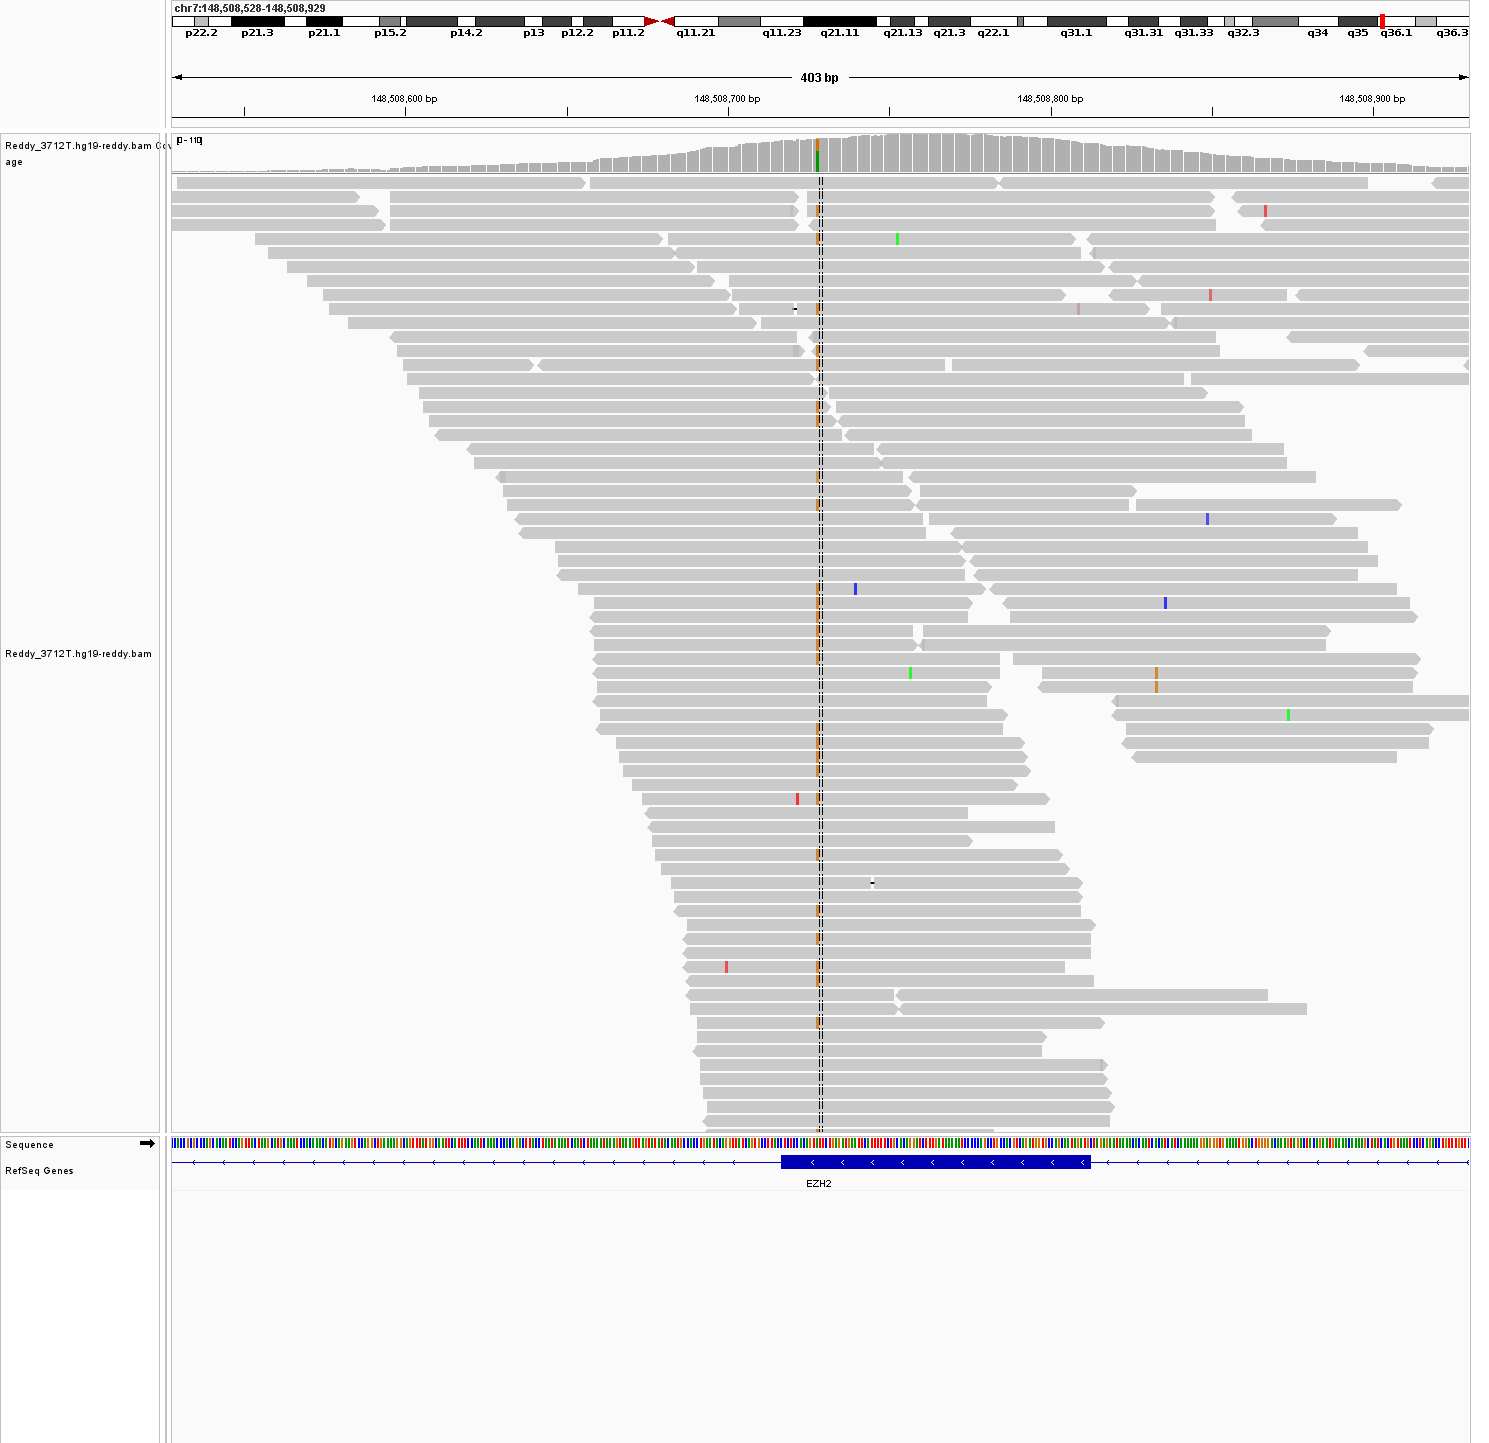 chr7:148,508,528-148,508,929
p22.2 p21.3 p21.1 p15.2 p14.2 p13 p12.2 p11.2 q11.21 q11.23 q21.11 q21.13 q21.3 q22.1 q31.1 q31.31 q31.33 q32.3 q34 q35 q36.1 q36.3
403 bp
148,508,600 bp 148,508,700 bp 148,508,800 bp 148,508,900 bp
Reddy_3712T.hg19-reddy.bam Cov
age
[0 - 110]
Reddy_3712T.hg19-reddy.bam
Sequence
RefSeq Genes
EZH2